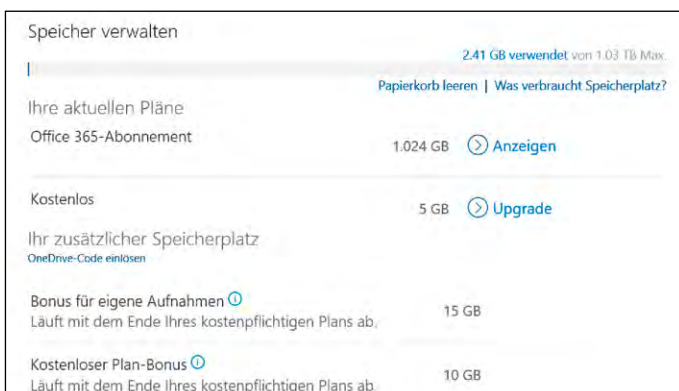 Speicher verwalten
2.41 GB verwendet von 1.03 TB Max.
Papierkorb leeren | Was verbraucht Speicherplatz?
Ihre aktuellen Pläne
Office 365-Abonnement
1.024 GB Anzeigen
Kostenlos
5 GB Upgrade
Ihr zusätzlicher Speicherplatz
OneDrive-Code einlösen
Bonus für eigene Aufnahmen
15 GB
Läuft mit dem Ende Ihres kostenpflichtigen Plans ab.
Kostenloser Plan-Bonus
10 GB
Läuft mit dem Ende Ihres kostenpflichtigen Plans ab